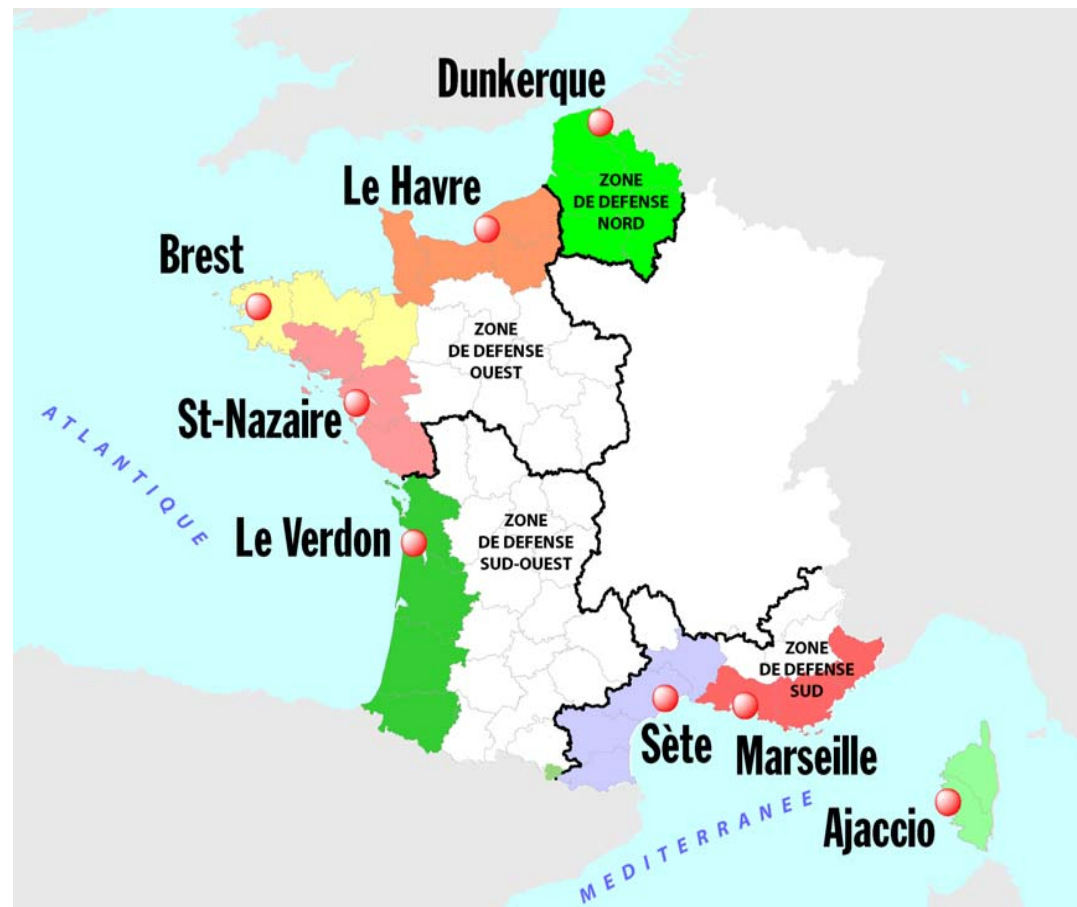 Dunkerque
ZONE
DE DEFENSE
NORD
Le Havre
Brest
ZONE
DE DEFENSE
OUEST
St-Nazaire
ATLANTIQUE
Le Verdon
ZONE
DE DEFENSE
SUD-OUEST
ZONE
DE DEFENSE
SUD
Sète
Marseille
Ajaccio
MEDITERRANEE